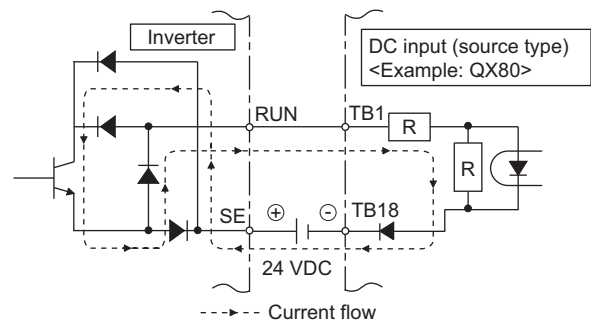 Inverter
DC input (source type)
<Example: QX80>
RUN
TB1
R
R
SE
⊕
⊖
TB18
24 VDC
Current flow